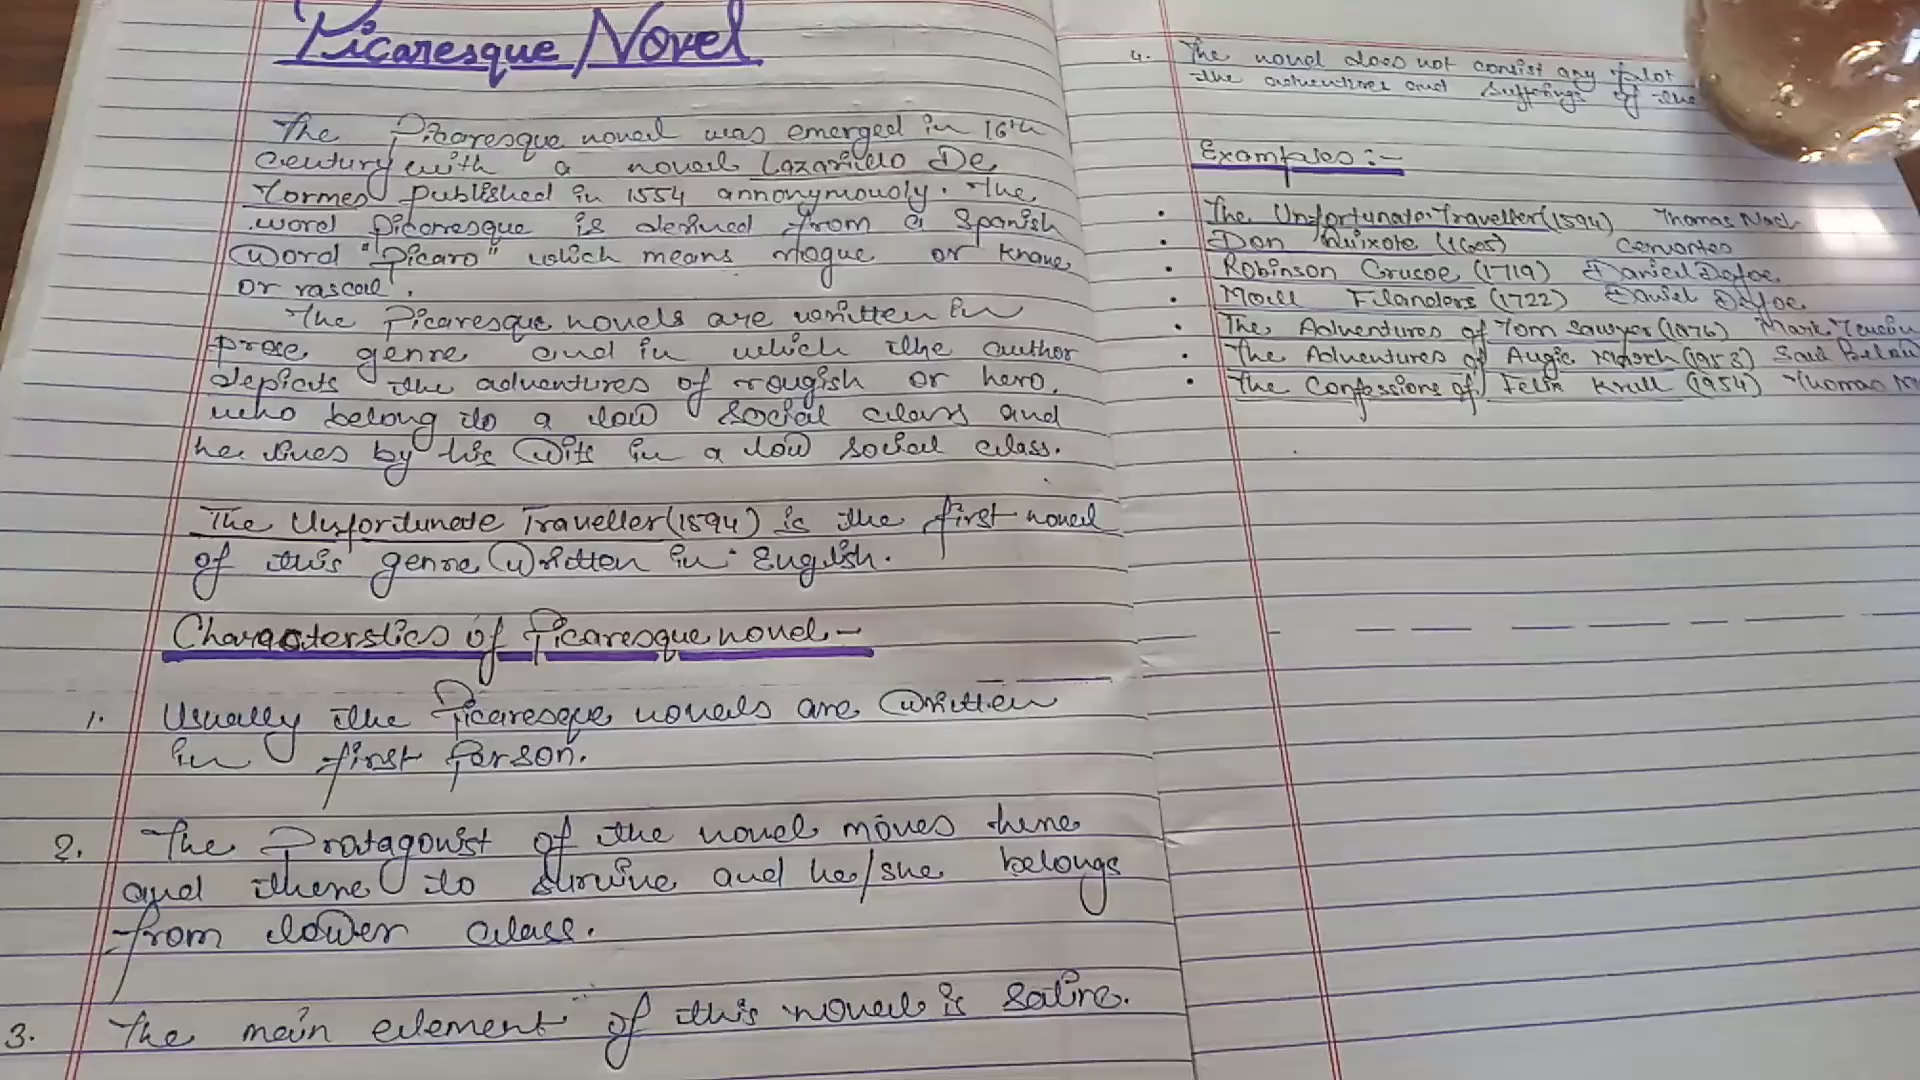 Picaresque Novel
The Picaresque novel was emerged in 16th
century with a novel Lazarillo De
Tormes published in 1554 annonymously. The
word Picaresque is derived from a Spanish
word "Picaro" which means rogue or knave
or rascal.
The Picaresque novels are written in
prose genre and in which the author
depicts the adventures of rougish or hero,
who belong to a low social class and
he lives by his wits in a low social class.
The Unfortunate Traveller (1594) is the first novel
of this genre written in English.
Characterstics of Picaresque novel-
1. Usually the Picaresque novels are written
in first person.
2. The Protagonist of the novel moves here
and there to survive and he/she belongs
from lower class.
3. The main element of this novel is satire.
4. The novel does not consist any plot
the adventures and sufferings of the
Examples:-
• The Unfortunate Traveller (1594) Thomas Nash
• Don Quixote (1605) Cervantes
• Robinson Crusoe (1719) Daniel Defoe.
• Moll Flanders (1722) Daniel Defoe.
• The Adventures of Tom Sawyer (1876) Mark
• The Adventures of Augie March (1953) Saul Below
• The Confessions of Felix Krull (1954) Thomas